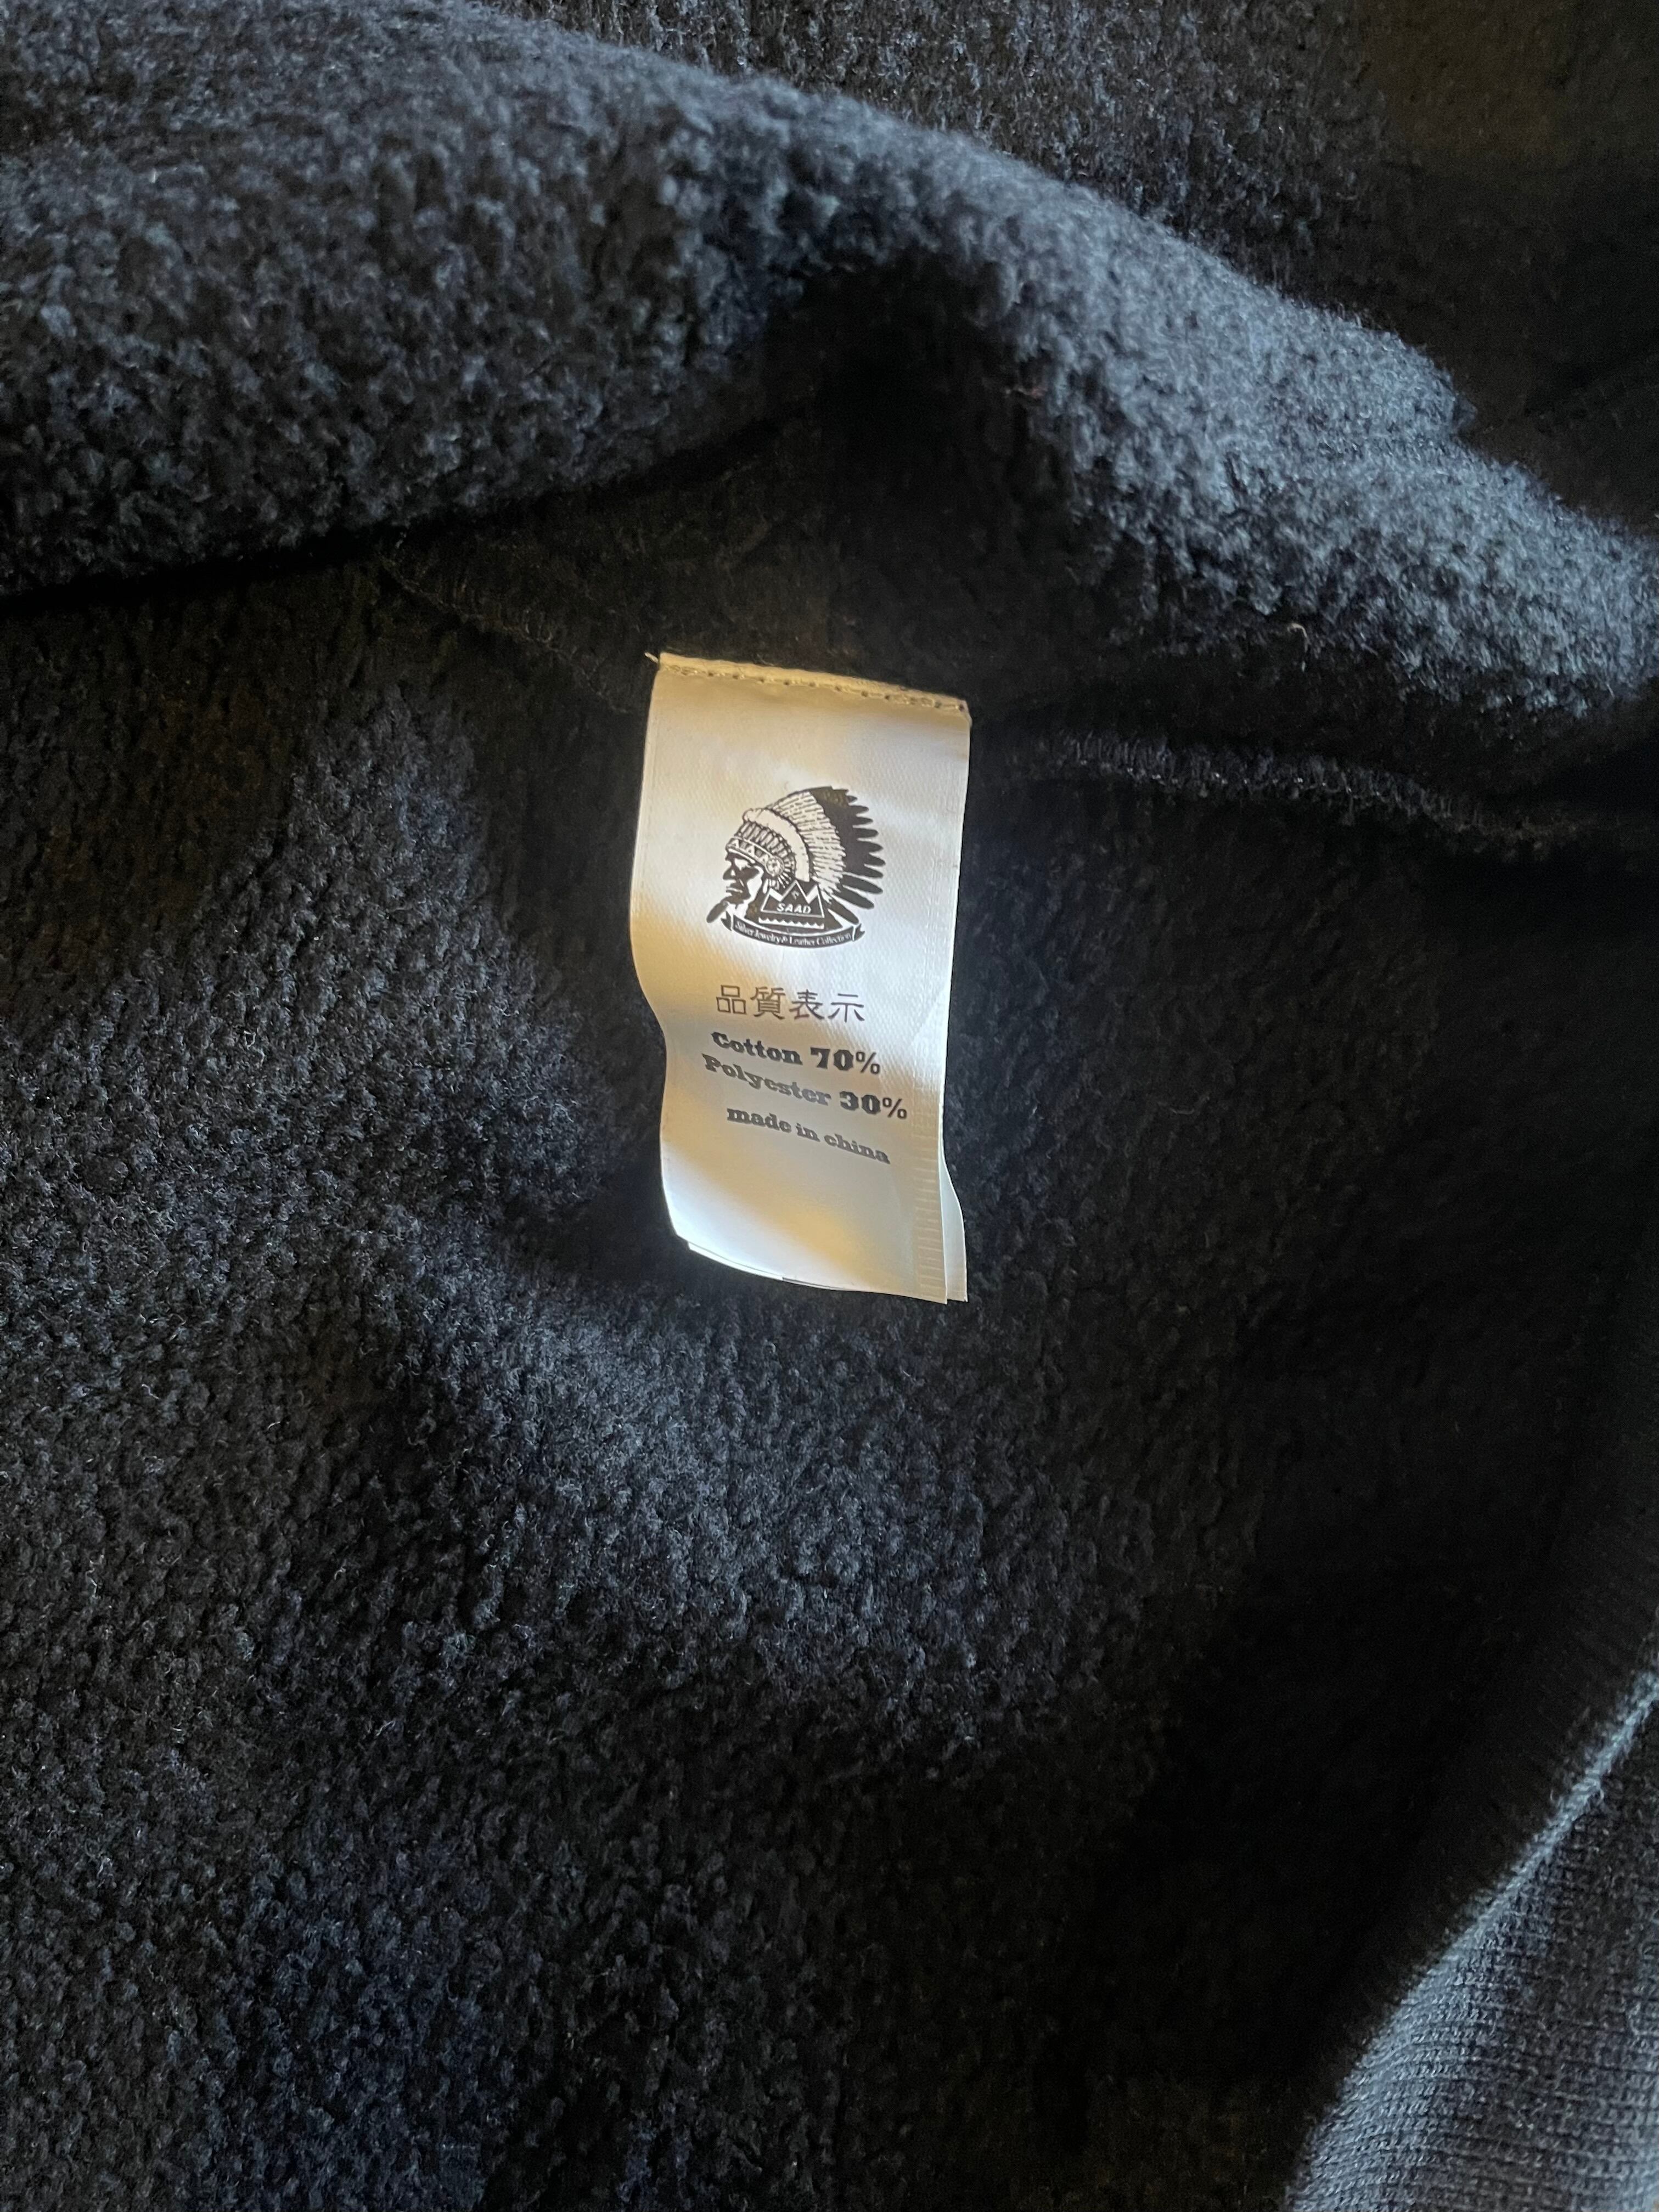 SAAD
Silver Jewelry & Leather Collection
品質表示
Cotton 70%
Polyester 30%
made in china